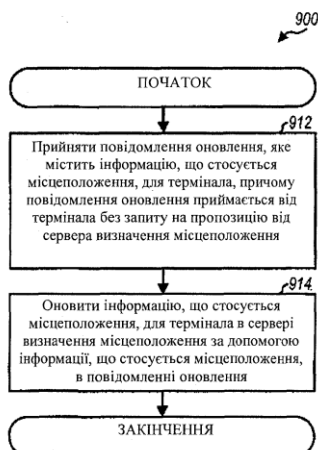 900
ПОЧАТОК
912
Прийняти повідомлення оновлення, яке
містить інформацію, що стосується
місцеположення, для термінала, причому
повідомлення оновлення приймається від
термінала без запиту на пропозицію від
сервера визначення місцеположення
914
Оновити інформацію, що стосується
місцеположення, для термінала в сервері
визначення місцеположення за допомогою
інформації, що стосується місцеположення,
в повідомленні оновлення
ЗАКІНЧЕННЯ